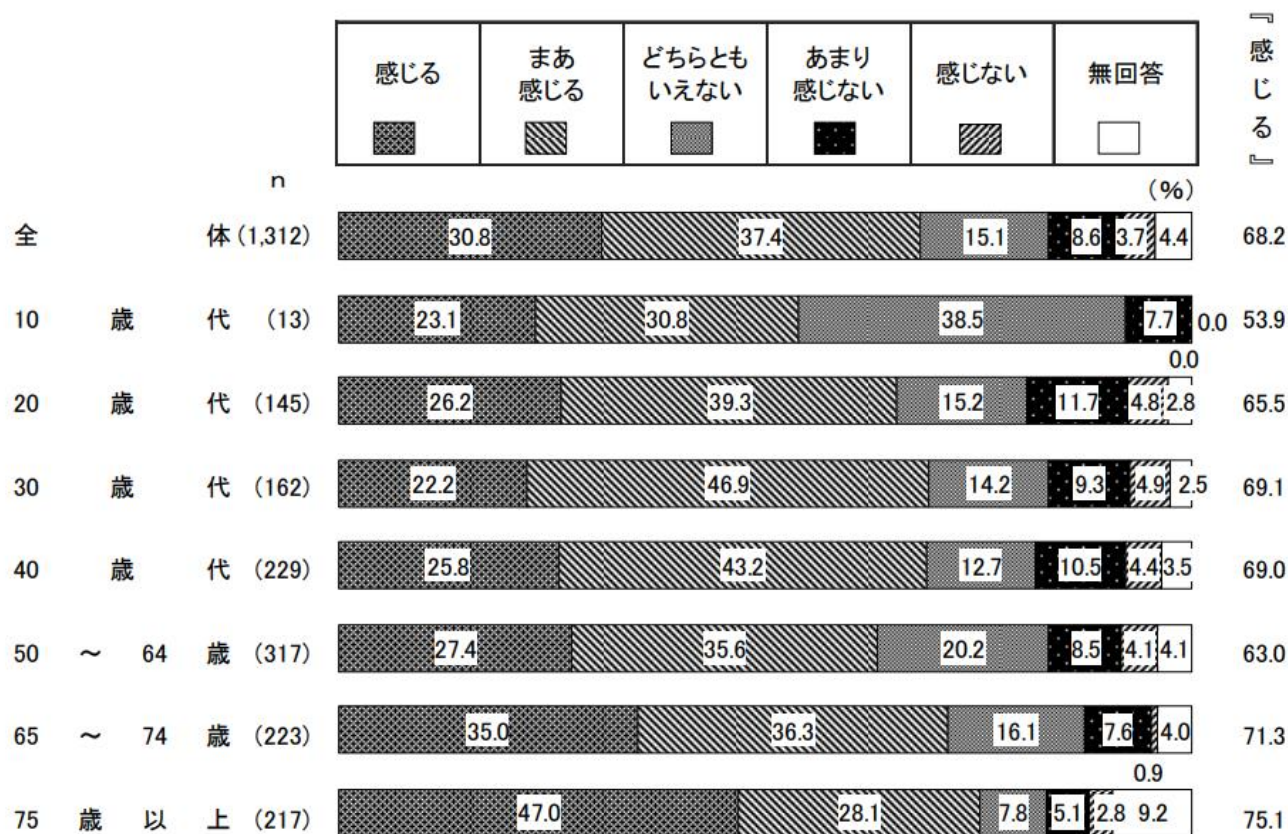 感じる まあ感じる どちらともいえない あまり感じない 感じない 無回答 『感じる』
n (%)
全体 (1,312) 30.8 37.4 15.1 8.6 3.7 4.4 68.2
10歳代 (13) 23.1 30.8 38.5 7.7 0.0 53.9
0.0
20歳代 (145) 26.2 39.3 15.2 11.7 4.8 2.8 65.5
30歳代 (162) 22.2 46.9 14.2 9.3 4.9 2.5 69.1
40歳代 (229) 25.8 43.2 12.7 10.5 4.4 3.5 69.0
50～64歳 (317) 27.4 35.6 20.2 8.5 4.1 4.1 63.0
65～74歳 (223) 35.0 36.3 16.1 7.6 4.0 71.3
0.9
75歳以上 (217) 47.0 28.1 7.8 5.1 2.8 9.2 75.1